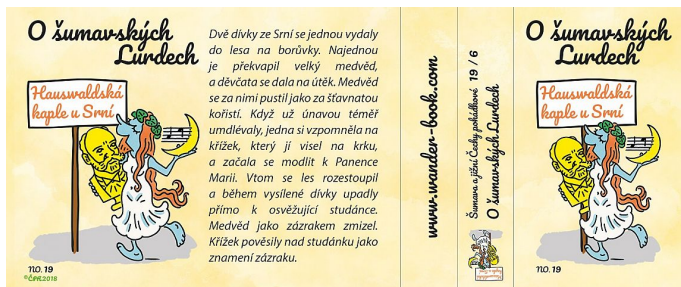 O šumavských
Lurdech
Hauswaldská
kaple u Srní
NO. 19
©ČPA2018
Dvě dívky ze Srní se jednou vydaly
do lesa na borůvky. Najednou
je překvapil velký medvěd,
a děvčata se dala na útěk. Medvěd
se za nimi pustil jako za šťavnatou
kořistí. Když už únavou téměř
umdlévaly, jedna si vzpomněla na
křížek, který jí visel na krku,
a začala se modlit k Panence
Marii. Vtom se les rozestoupil
a během vysílené dívky upadly
přímo k osvěžující studánce.
Medvěd jako zázrakem zmizel.
Křížek pověsily nad studánku jako
znamení zázraku.
www.wander-book.com
Šumava a jižní Čechy pohádkové 19 / 6
O šumavských Lurdech
O šumavských
Lurdech
Hauswaldská
kaple u Srní
NO. 19